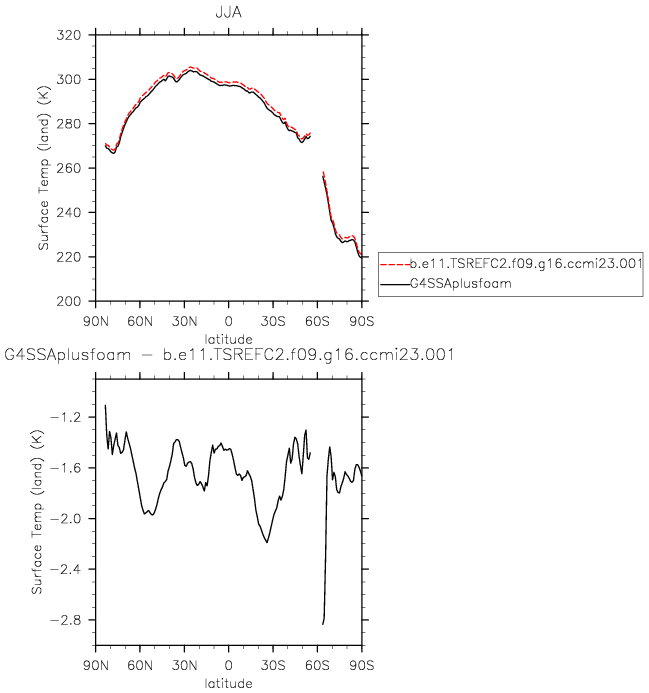 JJA
320
300
280
260
240
220
200
Surface Temp (land) (K)
90N 60N 30N 0 30S 60S 90S
latitude
b.e11.TSREFC2.f09.g16.ccmi23.001
G4SSAplusfoam
G4SSAplusfoam − b.e11.TSREFC2.f09.g16.ccmi23.001
−1.2
−1.6
−2.0
−2.4
−2.8
Surface Temp (land) (K)
90N 60N 30N 0 30S 60S 90S
latitude